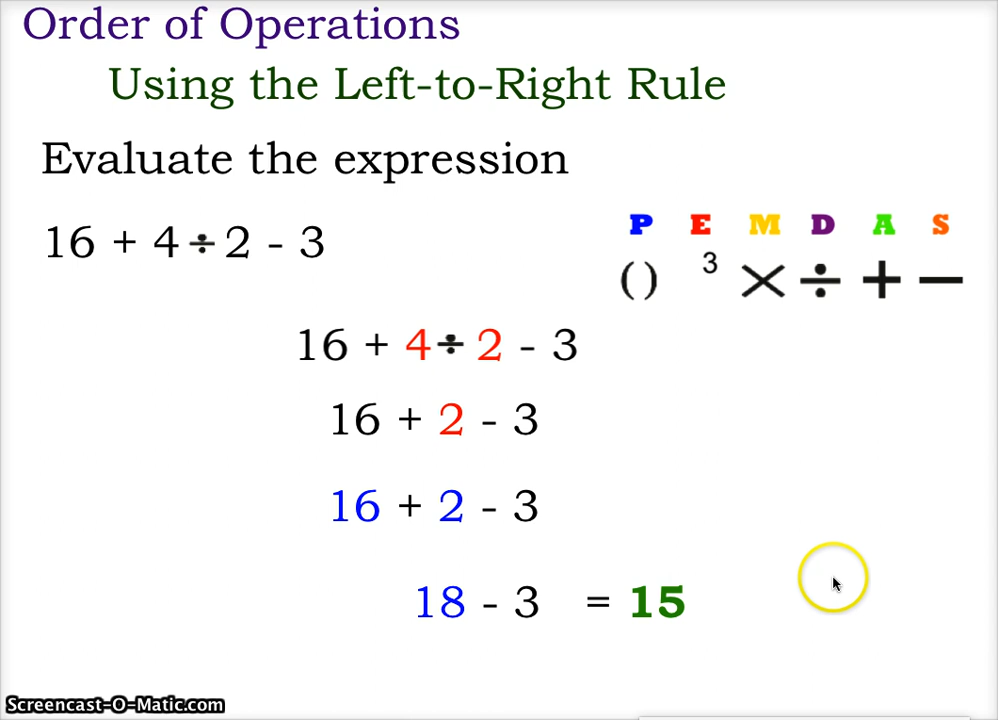 Order of Operations
Using the Left-to-Right Rule
Evaluate the expression
16 + 4 ÷ 2 - 3
P E M D A S
( ) 3 × ÷ + −
16 + 4 ÷ 2 - 3
16 + 2 - 3
16 + 2 - 3
18 - 3 = 15
Screencast-O-Matic.com